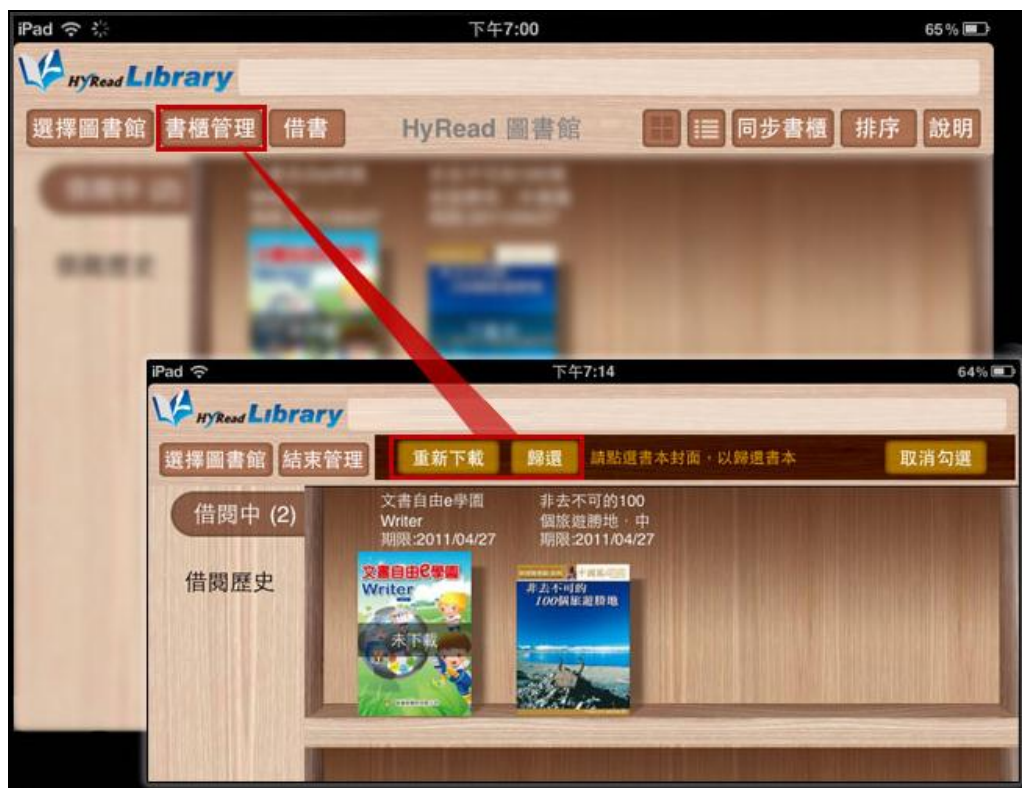 iPad 下午7:00 65%
HyRead Library
選擇圖書館 書櫃管理 借書 HyRead 圖書館 同步書櫃 排序 說明
iPad 下午7:14 64%
HyRead Library
選擇圖書館 結束管理 重新下載 歸還 請點選書本封面，以歸還書本 取消勾選
借閱中 (2)
借閱歷史
文書自由e學園
Writer
期限:2011/04/27
非去不可的100
個旅遊勝地．中
期限:2011/04/27
文書自由e學園
Writer
未下載
非去不可的
100個旅遊勝地